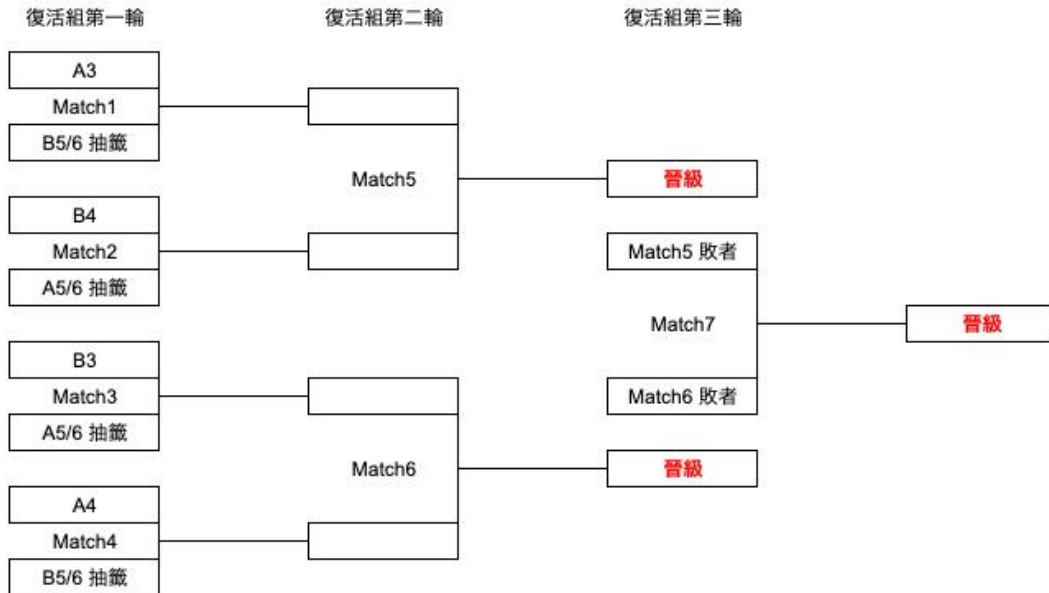 復活組第一輪
復活組第二輪
復活組第三輪
A3
Match1
B5/6 抽籤
B4
Match2
A5/6 抽籤
B3
Match3
A5/6 抽籤
A4
Match4
B5/6 抽籤
Match5
Match6
晉級
Match5 敗者
Match7
Match6 敗者
晉級
晉級